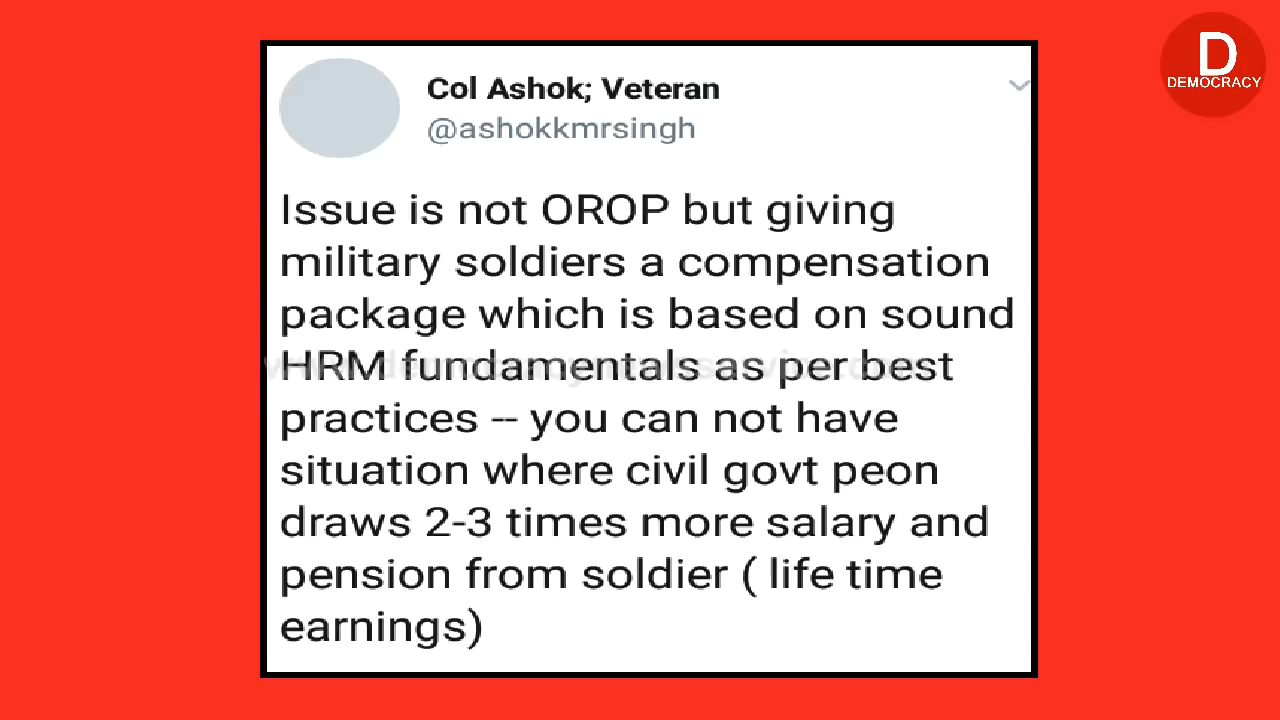 D
DEMOCRACY
Col Ashok; Veteran
@ashokkmrsingh
Issue is not OROP but giving
military soldiers a compensation
package which is based on sound
HRM fundamentals as per best
practices -- you can not have
situation where civil govt peon
draws 2-3 times more salary and
pension from soldier ( life time
earnings)